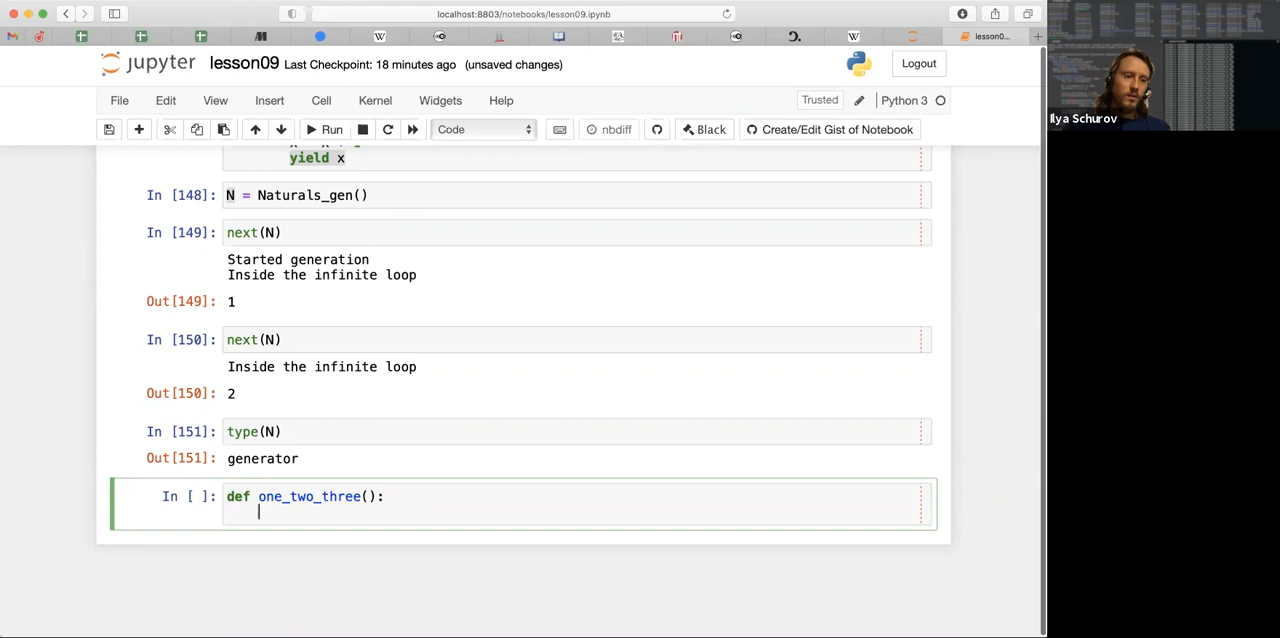 localhost:8803/notebooks/lesson09.ipynb
lesson0...
jupyter lesson09 Last Checkpoint: 18 minutes ago (unsaved changes)
Logout
File Edit View Insert Cell Kernel Widgets Help
Trusted Python 3
Run Code nbdiff Black Create/Edit Gist of Notebook
yield x
In [148]: N = Naturals_gen()
In [149]: next(N)
Started generation
Inside the infinite loop
Out[149]: 1
In [150]: next(N)
Inside the infinite loop
Out[150]: 2
In [151]: type(N)
Out[151]: generator
In [ ]: def one_two_three():
Ilya Schurov